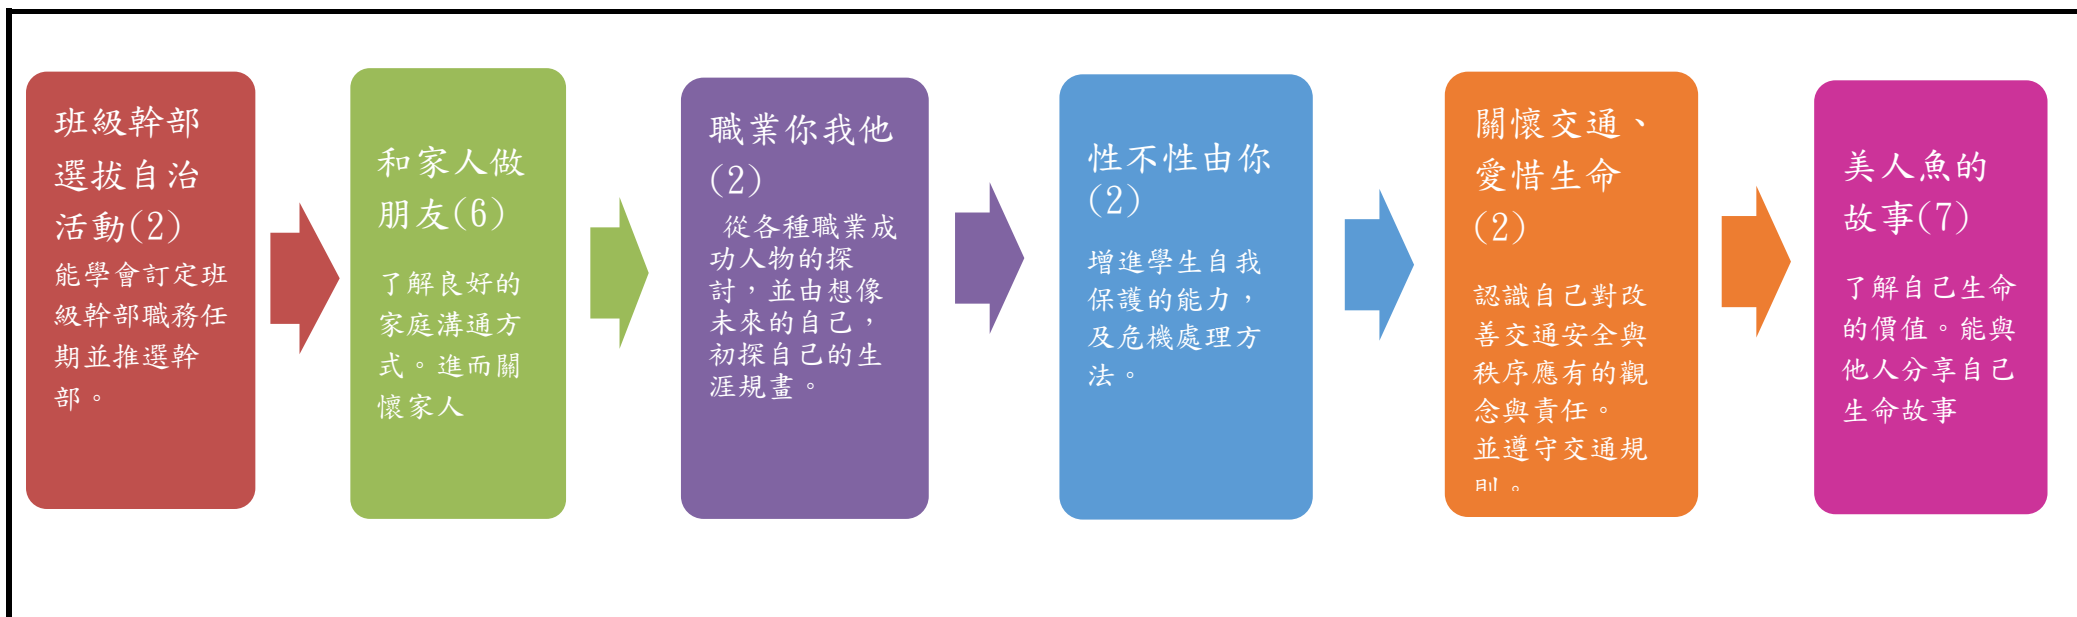 班級幹部
選拔自治
活動(2)
能學會訂定班
級幹部職務任
期並推選幹
部。
和家人做
朋友(6)
了解良好的
家庭溝通方
式。進而關
懷家人
職業你我他
(2)
從各種職業成
功人物的探
討，並由想像
未來的自己，
初探自己的生
涯規畫。
性不性由你
(2)
增進學生自我
保護的能力，
及危機處理方
法。
關懷交通、
愛惜生命
(2)
認識自己對改
善交通安全與
秩序應有的觀
念與責任。
並遵守交通規
則。
美人魚的
故事(7)
了解自己生命
的價值。能與
他人分享自己
生命故事